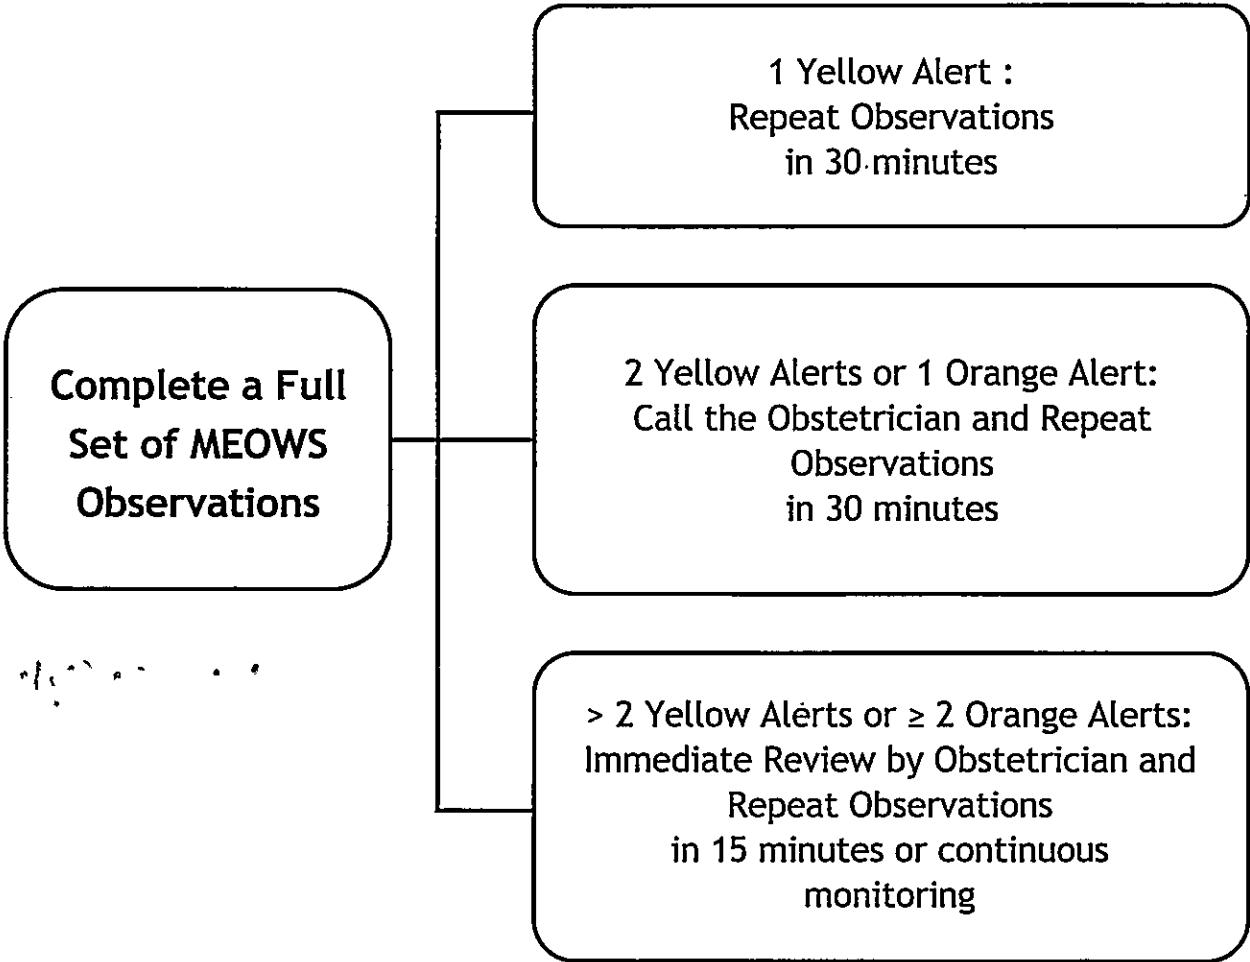 1 Yellow Alert :
Repeat Observations
in 30 minutes
Complete a Full
Set of MEOWS
Observations
2 Yellow Alerts or 1 Orange Alert:
Call the Obstetrician and Repeat
Observations
in 30 minutes
> 2 Yellow Alerts or ≥ 2 Orange Alerts:
Immediate Review by Obstetrician and
Repeat Observations
in 15 minutes or continuous
monitoring